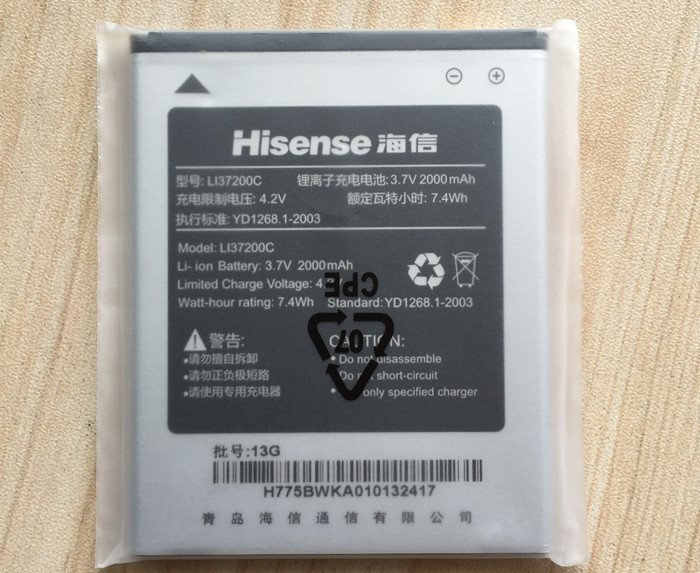 Hisense 海信
型号: LI37200C 锂离子充电电池: 3.7V 2000mAh
充电限制电压: 4.2V 额定瓦特小时: 7.4Wh
执行标准: YD1268.1-2003
Model: LI37200C
Li- ion Battery: 3.7V 2000mAh
Limited Charge Voltage: 4.2V
Watt-hour rating: 7.4Wh Standard:YD1268.1-2003
CPE
07
警告:
•请勿擅自拆卸
•请勿正负极短路
•请使用专用充电器
CAUTION:
• Do not disassemble
Do not short-circuit
• only specified charger
批号:13G
H775BWKA010132417
青岛海信通信有限公司